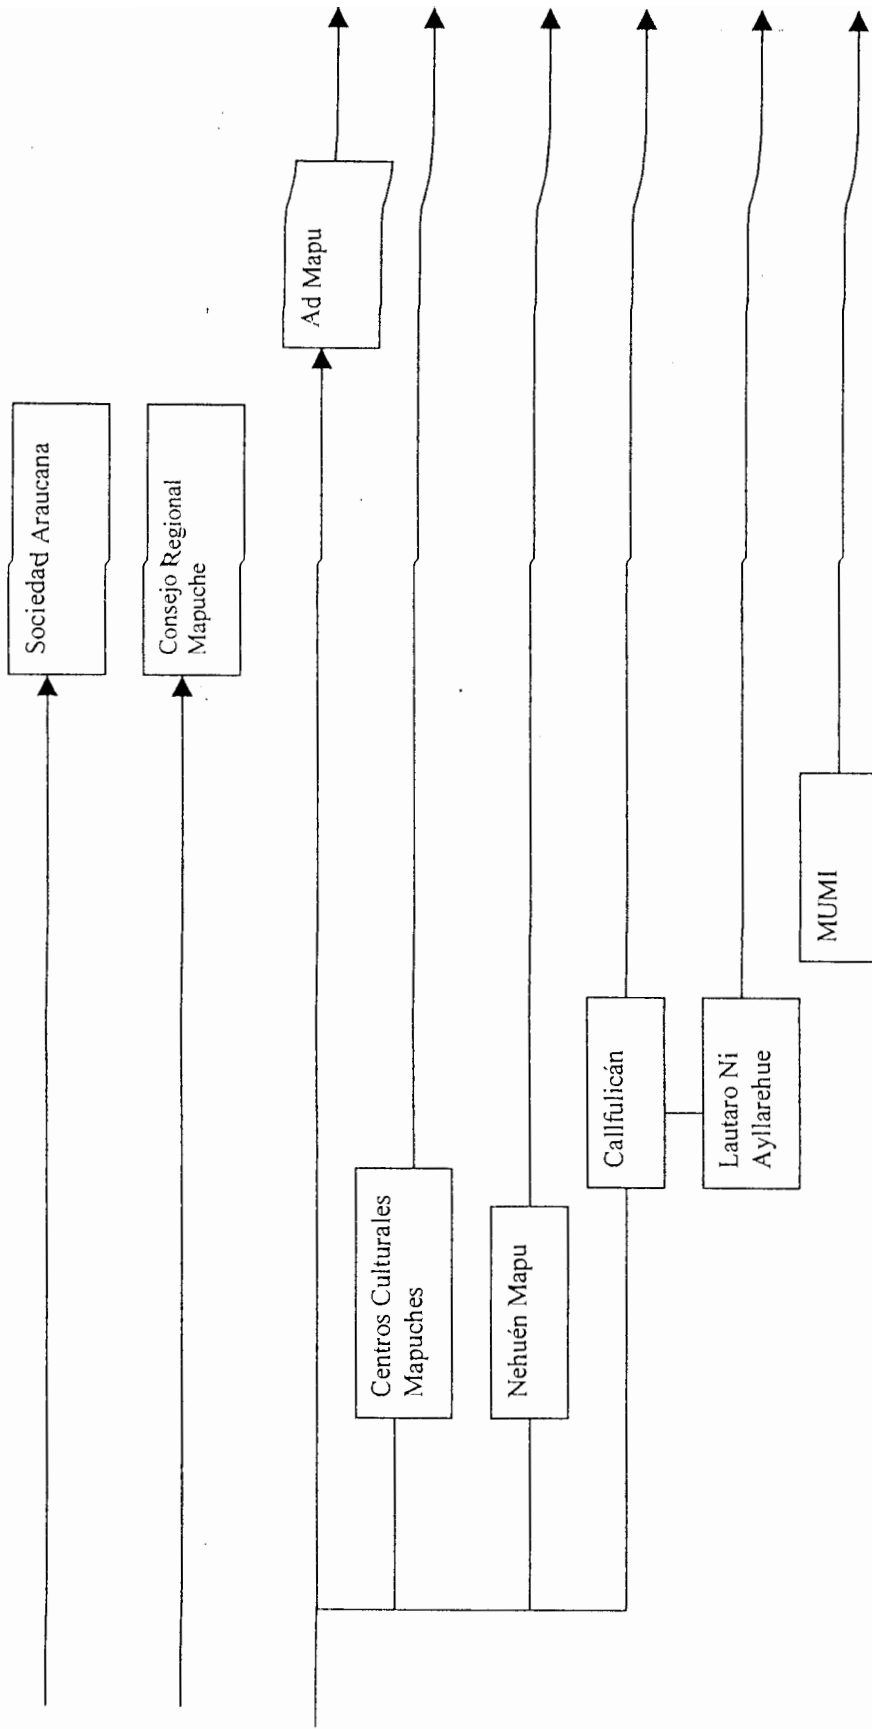 Sociedad Araucana
Consejo Regional
Mapuche
Ad Mapu
Centros Culturales
Mapuches
Nehuén Mapu
Callfulicán
Lautaro Ni
Ayllarehue
MUMI